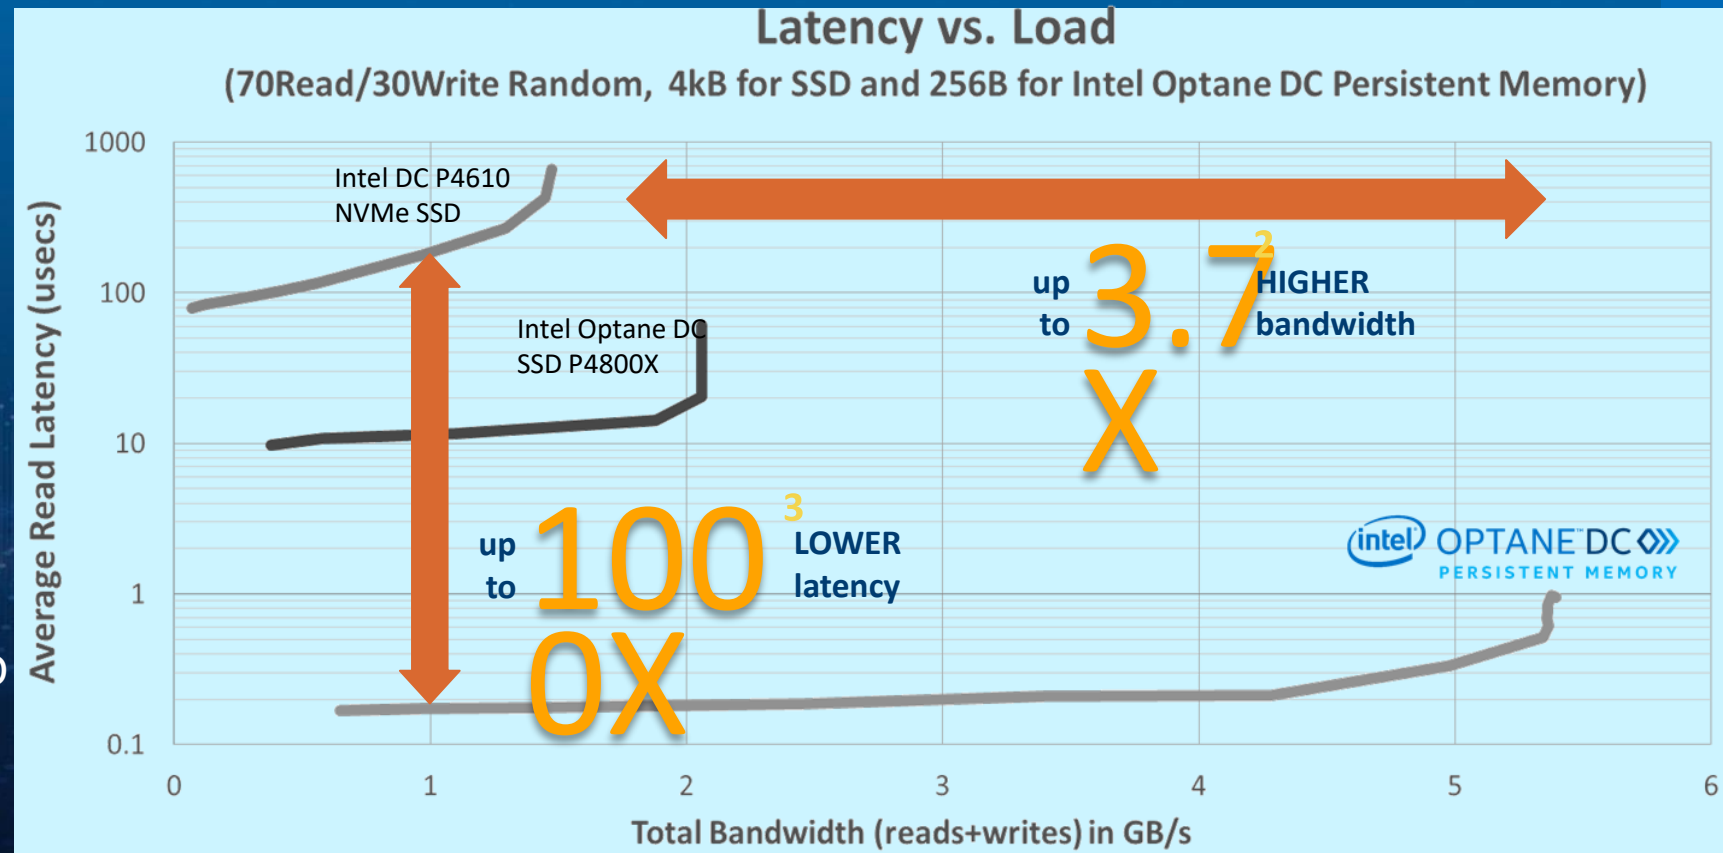 Latency vs. Load
(70Read/30Write Random, 4kB for SSD and 256B for Intel Optane DC Persistent Memory)
Average Read Latency (usecs)
1000
100
10
1
0.1
Intel DC P4610
NVMe SSD
Intel Optane DC
SSD P4800X
up
to
3.7
X
2
HIGHER
bandwidth
up
to
100
0X
3
LOWER
latency
intel OPTANE™ DC
PERSISTENT MEMORY
0 1 2 3 4 5 6
Total Bandwidth (reads+writes) in GB/s